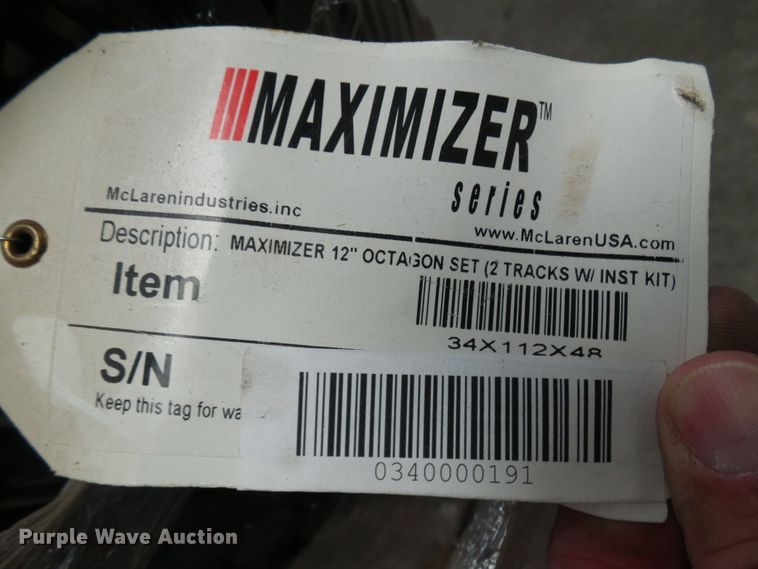 MAXIMIZER™
series
McLarenindustries.inc
www.McLarenUSA.com
Description: MAXIMIZER 12" OCTAGON SET (2 TRACKS W/ INST KIT)
Item
34X112X48
S/N
Keep this tag for
0340000191
Purple Wave Auction